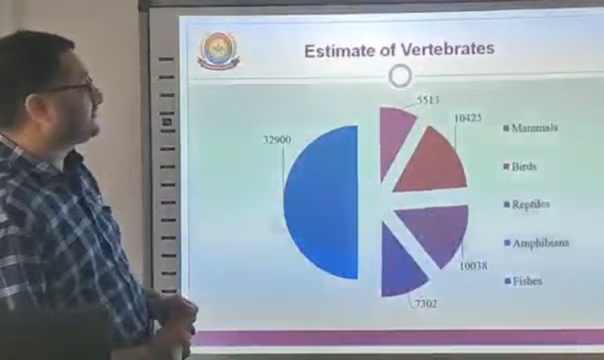 Estimate of Vertebrates
5513
10425
32900
10038
7302
Mammals
Birds
Reptiles
Amphibians
Fishes